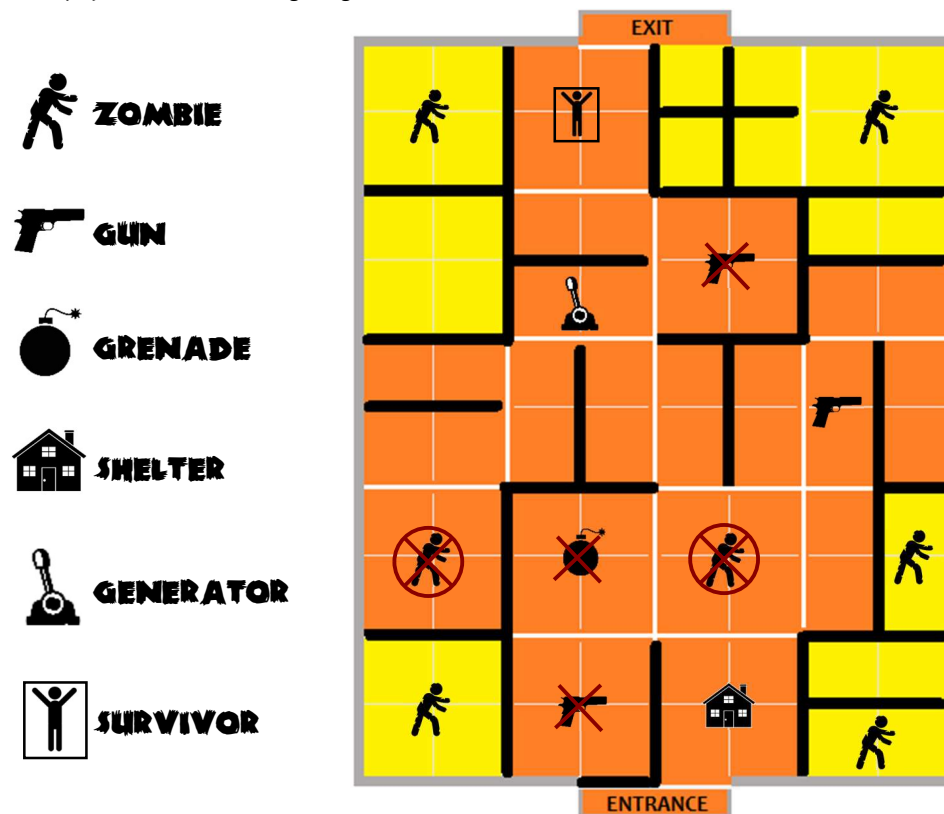 EXIT
ZOMBIE
GUN
GRENADE
SHELTER
GENERATOR
SURVIVOR
ENTRANCE